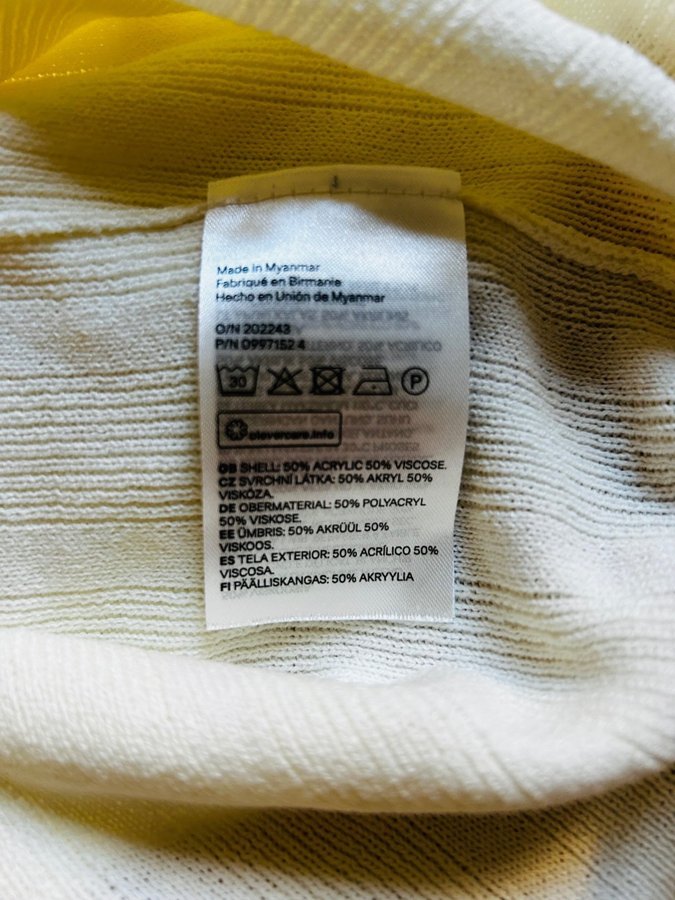 Made in Myanmar
Fabriqué en Birmanie
Hecho en Unión de Myanmar
O/N 202243
P/N 0997152 4
30
P
clevercare.info
GB SHELL: 50% ACRYLIC 50% VISCOSE.
CZ SVRCHNÍ LÁTKA: 50% AKRYL 50%
VISKÓZA.
DE OBERMATERIAL: 50% POLYACRYL
50% VISKOSE.
EE ÜMBRIS: 50% AKRÜÜL 50%
VISKOOS.
ES TELA EXTERIOR: 50% ACRÍLICO 50%
VISCOSA.
FI PÄÄLLISKANGAS: 50% AKRYYLIA